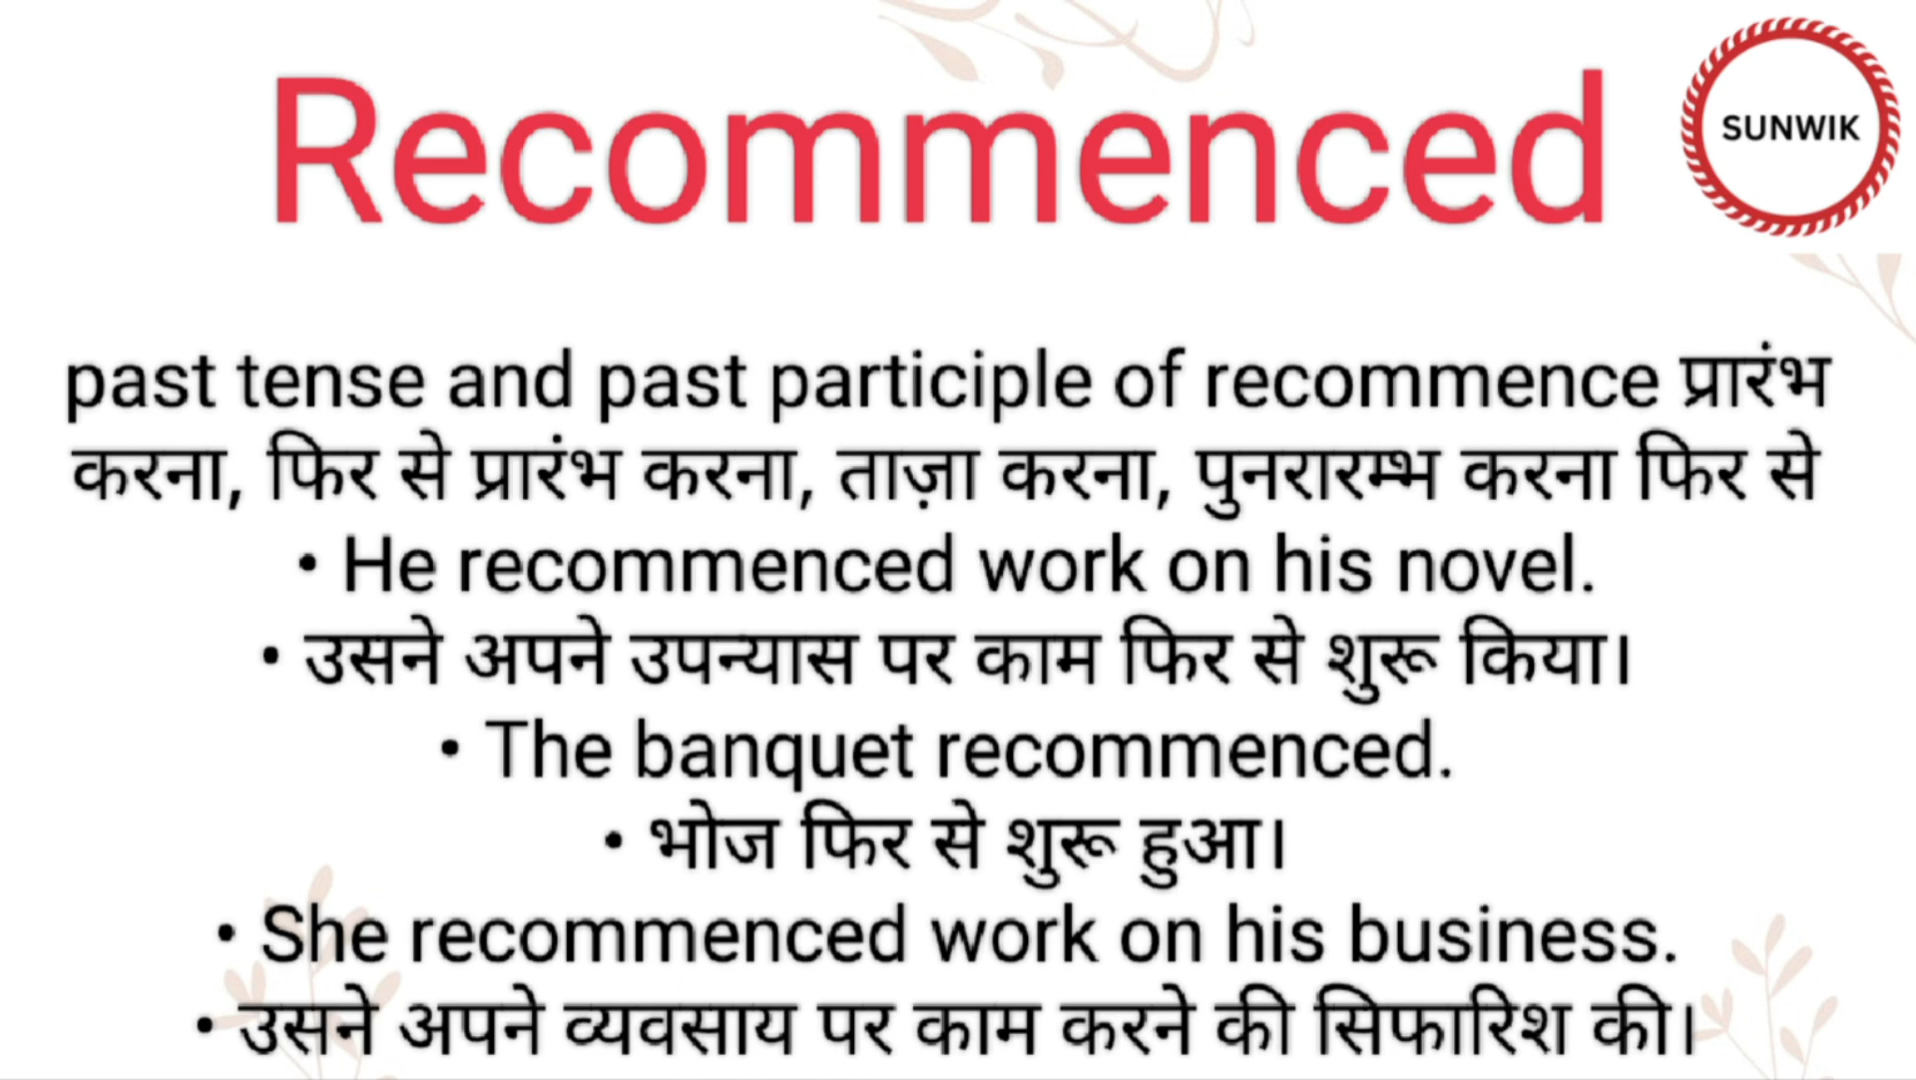 Recommenced
SUNWIK
past tense and past participle of recommence प्रारंभ
करना, फिर से प्रारंभ करना, ताज़ा करना, पुनरारम्भ करना फिर से
• He recommenced work on his novel.
• उसने अपने उपन्यास पर काम फिर से शुरू किया।
• The banquet recommenced.
• भोज फिर से शुरू हुआ।
• She recommenced work on his business.
• उसने अपने व्यवसाय पर काम करने की सिफारिश की।